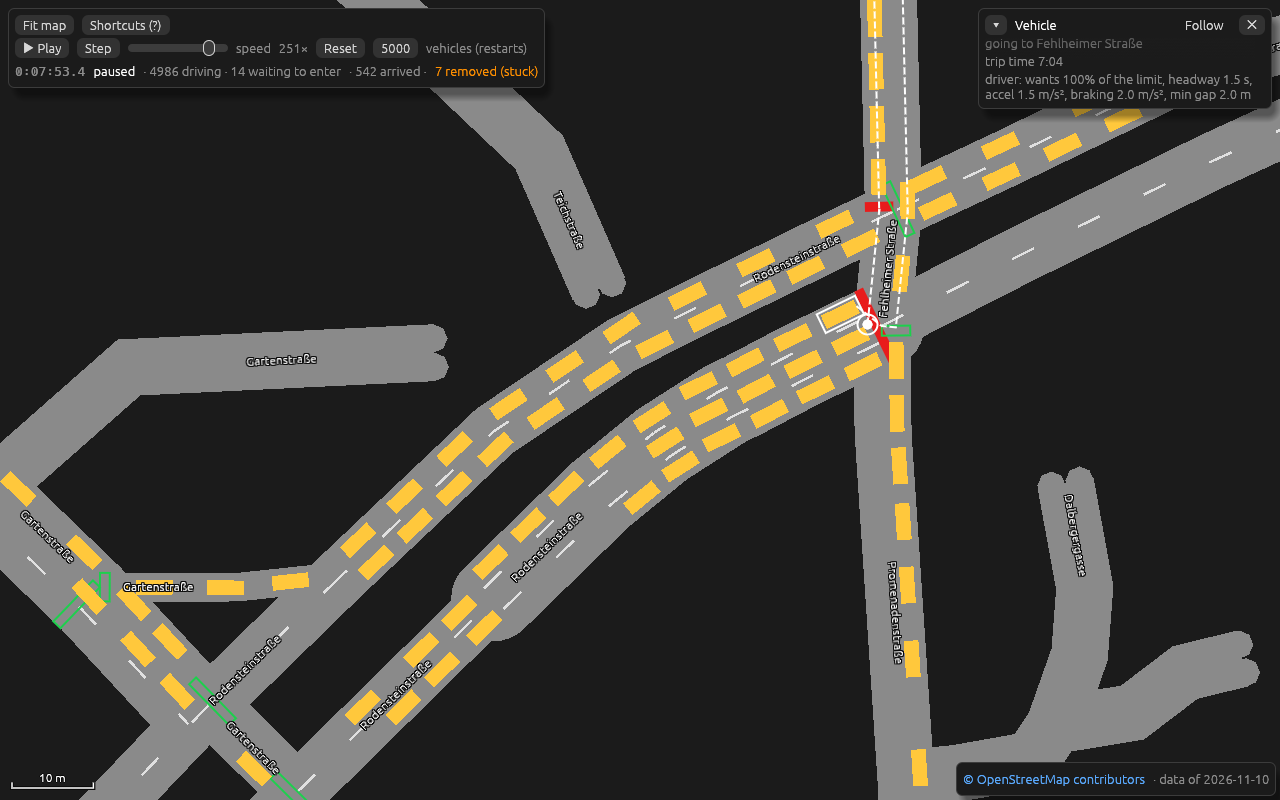 Fit map
Shortcuts (?)
Play
Step
speed
251×
Reset
5000
vehicles (restarts)
0:07:53.4 paused · 4986 driving · 14 waiting to enter · 542 arrived · 7 removed (stuck)
Vehicle
Follow
going to Fehlheimer Straße
trip time 7:04
driver: wants 100% of the limit, headway 1.5 s,
accel 1.5 m/s², braking 2.0 m/s², min gap 2.0 m
Teichstraße
Rodensteinstraße
Fehlheimer Straße
Gartenstraße
Gartenstraße
Gartenstraße
Rodensteinstraße
Rodensteinstraße
Rodensteinstraße
Gartenstraße
Promenadenstraße
Dalbergergasse
10 m
© OpenStreetMap contributors · data of 2026-11-10